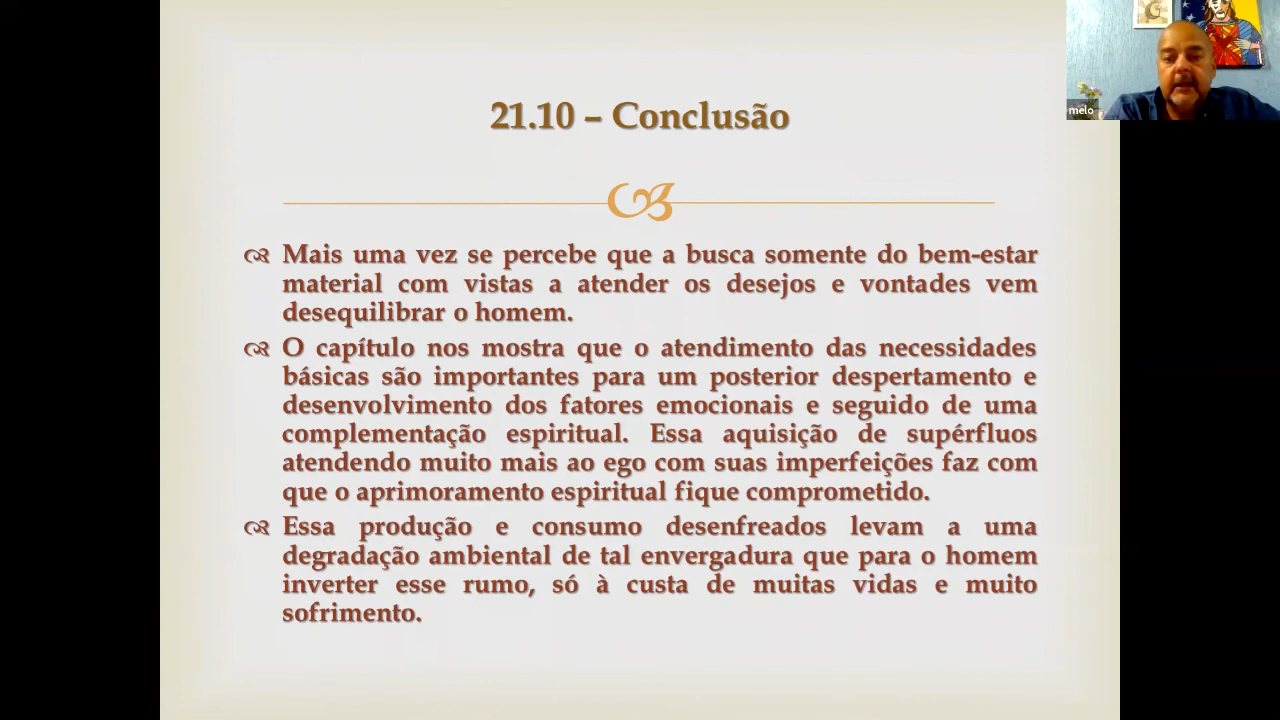 21.10 – Conclusão
melo
Mais uma vez se percebe que a busca somente do bem-estar
material com vistas a atender os desejos e vontades vem
desequilibrar o homem.
O capítulo nos mostra que o atendimento das necessidades
básicas são importantes para um posterior despertamento e
desenvolvimento dos fatores emocionais e seguido de uma
complementação espiritual. Essa aquisição de supérfluos
atendendo muito mais ao ego com suas imperfeições faz com
que o aprimoramento espiritual fique comprometido.
Essa produção e consumo desenfreados levam a uma
degradação ambiental de tal envergadura que para o homem
inverter esse rumo, só à custa de muitas vidas e muito
sofrimento.